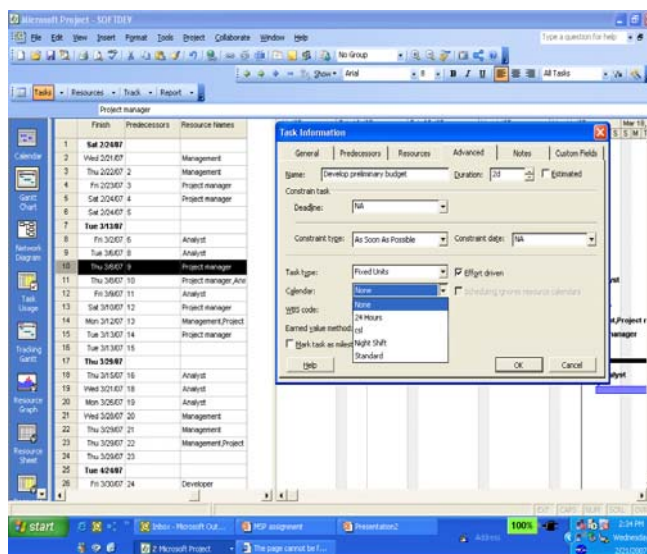 Microsoft Project - SOFTDEV
File Edit View Insert Format Tools Project Collaborate Window Help
Type a question for help
No Group
Show Arial 8 B I U All Tasks
Tasks Resources Track Report
Project manager
Finish Predecessors Resource Names
1 Sat 2/24/07
2 Wed 2/21/07 Management
3 Thu 2/22/07 2 Management
4 Fri 2/23/07 3 Project manager
5 Sat 2/24/07 4 Project manager
6 Sat 2/24/07 5
7 Tue 3/13/07
8 Fri 3/2/07 6 Analyst
9 Tue 3/6/07 8 Analyst
10 Thu 3/8/07 9 Project manager
11 Thu 3/8/07 10 Project manager,Ana
12 Fri 3/9/07 11 Analyst
13 Sat 3/10/07 12 Project manager
14 Mon 3/12/07 13 Management,Project
15 Tue 3/13/07 14 Project manager
16 Tue 3/13/07 15
17 Thu 3/29/07
18 Thu 3/15/07 16 Analyst
19 Wed 3/21/07 18 Analyst
20 Mon 3/26/07 19 Analyst
21 Wed 3/28/07 20 Management
22 Thu 3/29/07 21 Management
23 Thu 3/29/07 22 Management,Project
24 Thu 3/29/07 23
25 Tue 4/24/07
26 Fri 3/30/07 24 Developer
Calendar
Gantt Chart
Network Diagram
Task Usage
Tracking Gantt
Resource Graph
Resource Sheet
Mar 18,
S S M T
Task Information
General Predecessors Resources Advanced Notes Custom Fields
Name: Develop preliminary budget Duration: 2d Estimated
Constrain task
Deadline: NA
Constraint type: As Soon As Possible Constraint date: NA
Task type: Fixed Units Effort driven
Calendar: None Scheduling ignores resource calendars
None
WBS code: 24 Hours
Earned value method: csl
Mark task as milest Night Shift
Standard
Help OK Cancel
EXT CAPS NUM SCRL OVR
start Inbox - Microsoft Out... MSP assignment Presentation2 100% 2:34 PM
Address Wednesday
2 Microsoft Project The page cannot be f... 2/21/2007